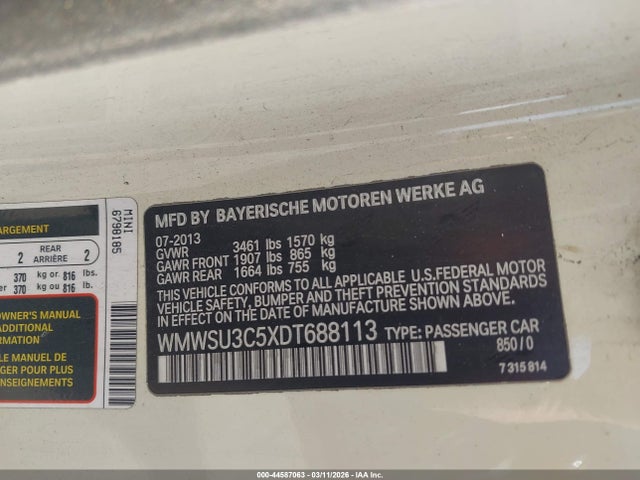 ARGEMENT
2 REAR ARRIÈRE 2
370 kg or 816 lbs.
er 370 kg ou 816 lb.
OWNER'S MANUAL
ADDITIONAL
FORMATION
LE MANUEL DE
GER POUR PLUS
ENSEIGNEMENTS
MINI
6798185
MFD BY BAYERISCHE MOTOREN WERKE AG
07-2013
GVWR 3461 lbs 1570 kg
GAWR FRONT 1907 lbs 865 kg
GAWR REAR 1664 lbs 755 kg
THIS VEHICLE CONFORMS TO ALL APPLICABLE U.S.FEDERAL MOTOR
VEHICLE SAFETY, BUMPER, AND THEFT PREVENTION STANDARDS
IN EFFECT ON THE DATE OF MANUFACTURE SHOWN ABOVE.
WMWSU3C5XDT688113 TYPE: PASSENGER CAR
850/0
7 315 814
000-44587063 - 03/11/2026 - IAA Inc.